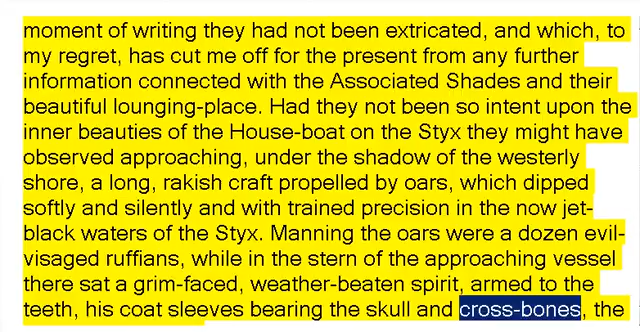 moment of writing they had not been extricated, and which, to
my regret, has cut me off for the present from any further
information connected with the Associated Shades and their
beautiful lounging-place. Had they not been so intent upon the
inner beauties of the House-boat on the Styx they might have
observed approaching, under the shadow of the westerly
shore, a long, rakish craft propelled by oars, which dipped
softly and silently and with trained precision in the now jet-
black waters of the Styx. Manning the oars were a dozen evil-
visaged ruffians, while in the stern of the approaching vessel
there sat a grim-faced, weather-beaten spirit, armed to the
teeth, his coat sleeves bearing the skull and cross-bones, the